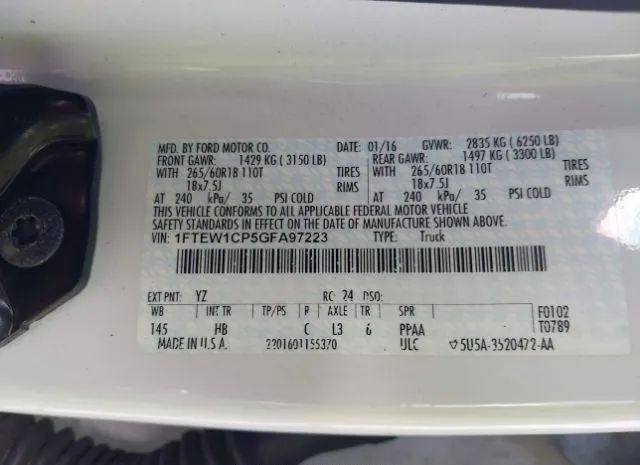 MFD. BY FORD MOTOR CO. DATE: 01/16 GVWR: 2835 KG (6250 LB)
FRONT GAWR: 1429 KG (3150 LB) REAR GAWR: 1497 KG (3300 LB)
WITH 265/60R18 110T TIRES WITH 265/60R18 110T TIRES
18x7.5J RIMS 18x7.5J RIMS
AT 240 kPa/ 35 PSI COLD AT 240 kPa/ 35 PSI COLD
THIS VEHICLE CONFORMS TO ALL APPLICABLE FEDERAL MOTOR VEHICLE
SAFETY STANDARDS IN EFFECT ON THE DATE OF MANUFACTURE SHOWN ABOVE.
VIN: 1FTEW1CP5GFA97223 TYPE: Truck
EXT PNT: YZ RC: 24 DSO:
WB INT TR TP/PS R AXLE TR SPR F0102
145 HB C L3 6 PPAA T0789
MADE IN U.S.A. 2201601155370 ULC 5U5A-3520472-AA